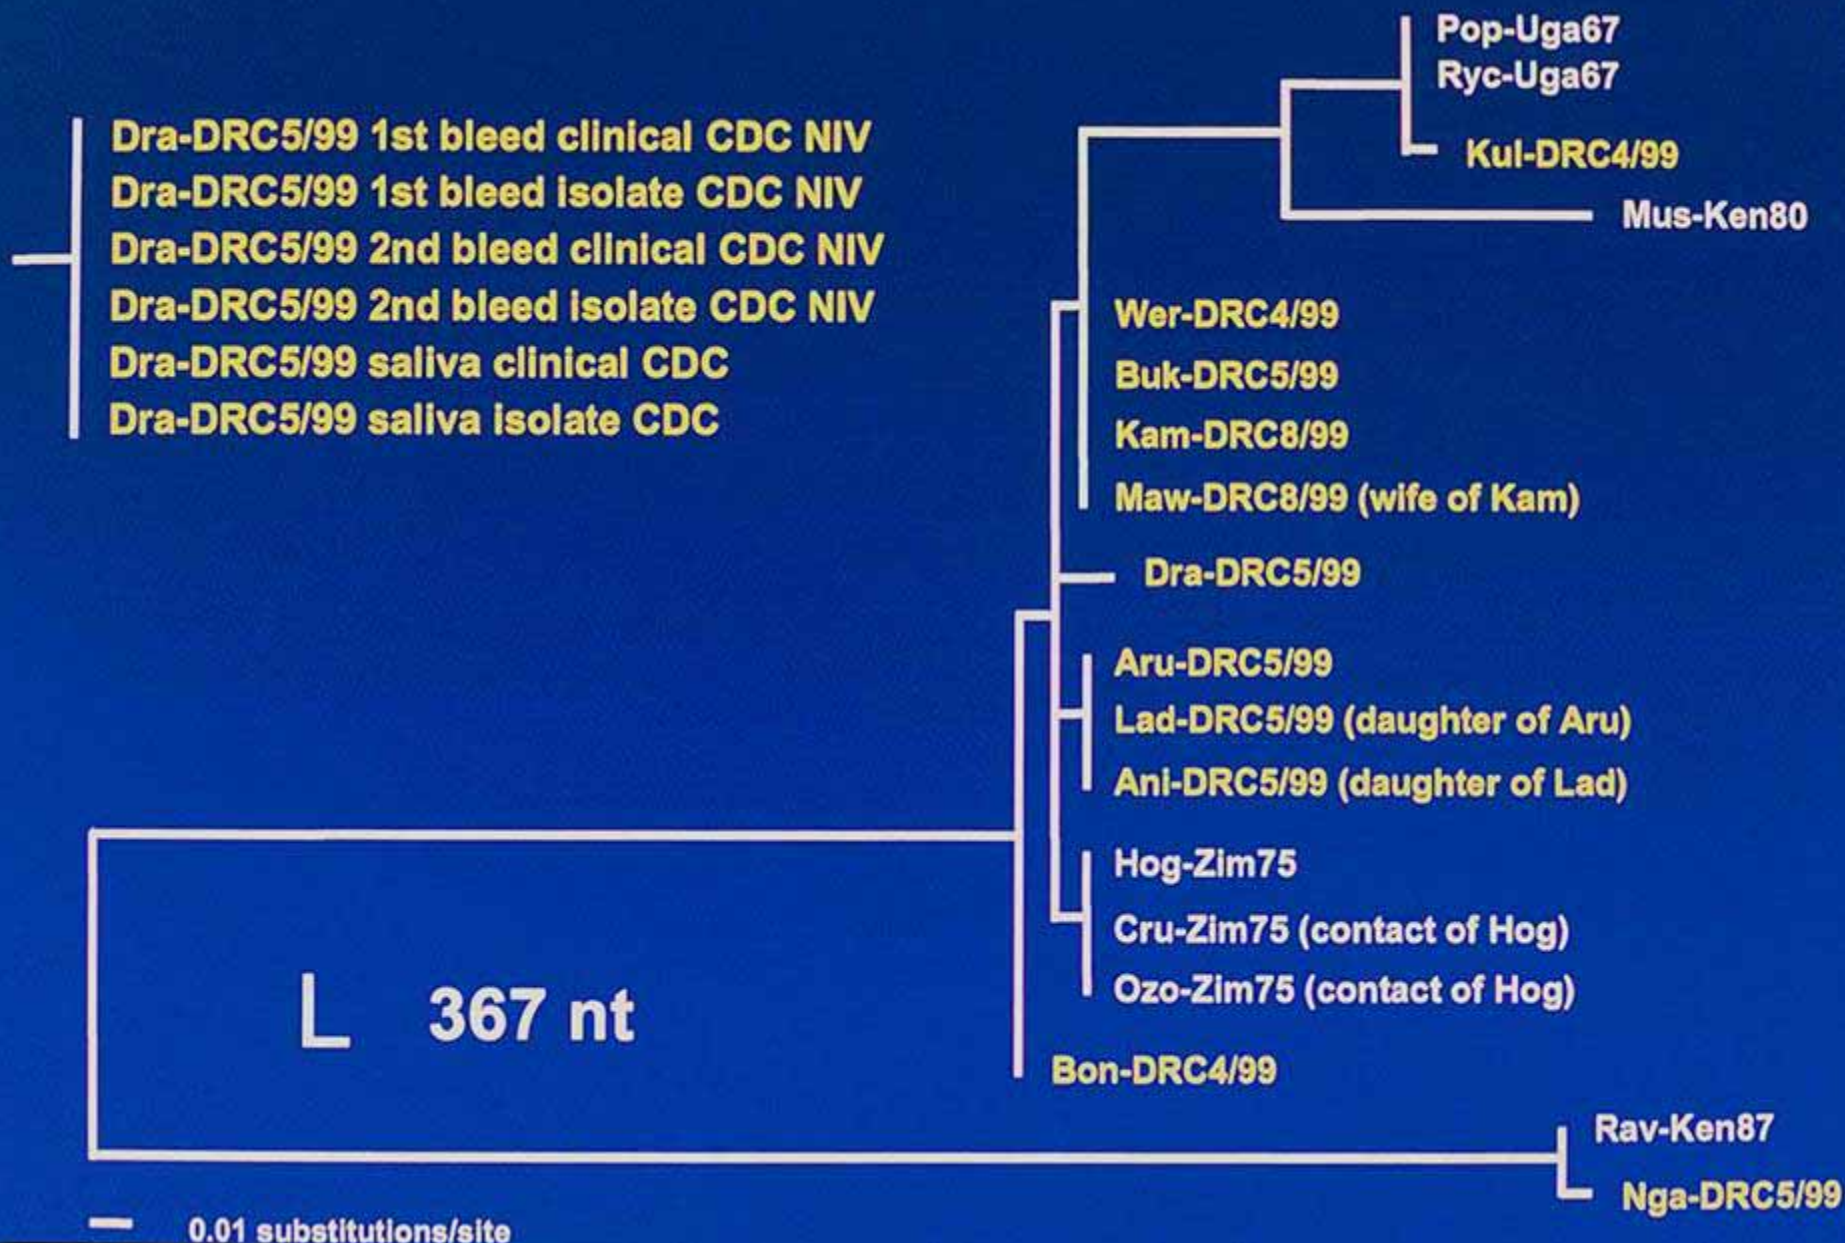 Dra-DRC5/99 1st bleed clinical CDC NIV
Dra-DRC5/99 1st bleed isolate CDC NIV
Dra-DRC5/99 2nd bleed clinical CDC NIV
Dra-DRC5/99 2nd bleed isolate CDC NIV
Dra-DRC5/99 saliva clinical CDC
Dra-DRC5/99 saliva isolate CDC
Pop-Uga67
Ryc-Uga67
Kul-DRC4/99
Mus-Ken80
Wer-DRC4/99
Buk-DRC5/99
Kam-DRC8/99
Maw-DRC8/99 (wife of Kam)
Dra-DRC5/99
Aru-DRC5/99
Lad-DRC5/99 (daughter of Aru)
Ani-DRC5/99 (daughter of Lad)
Hog-Zim75
Cru-Zim75 (contact of Hog)
Ozo-Zim75 (contact of Hog)
Bon-DRC4/99
L 367 nt
Rav-Ken87
Nga-DRC5/99
0.01 substitutions/site